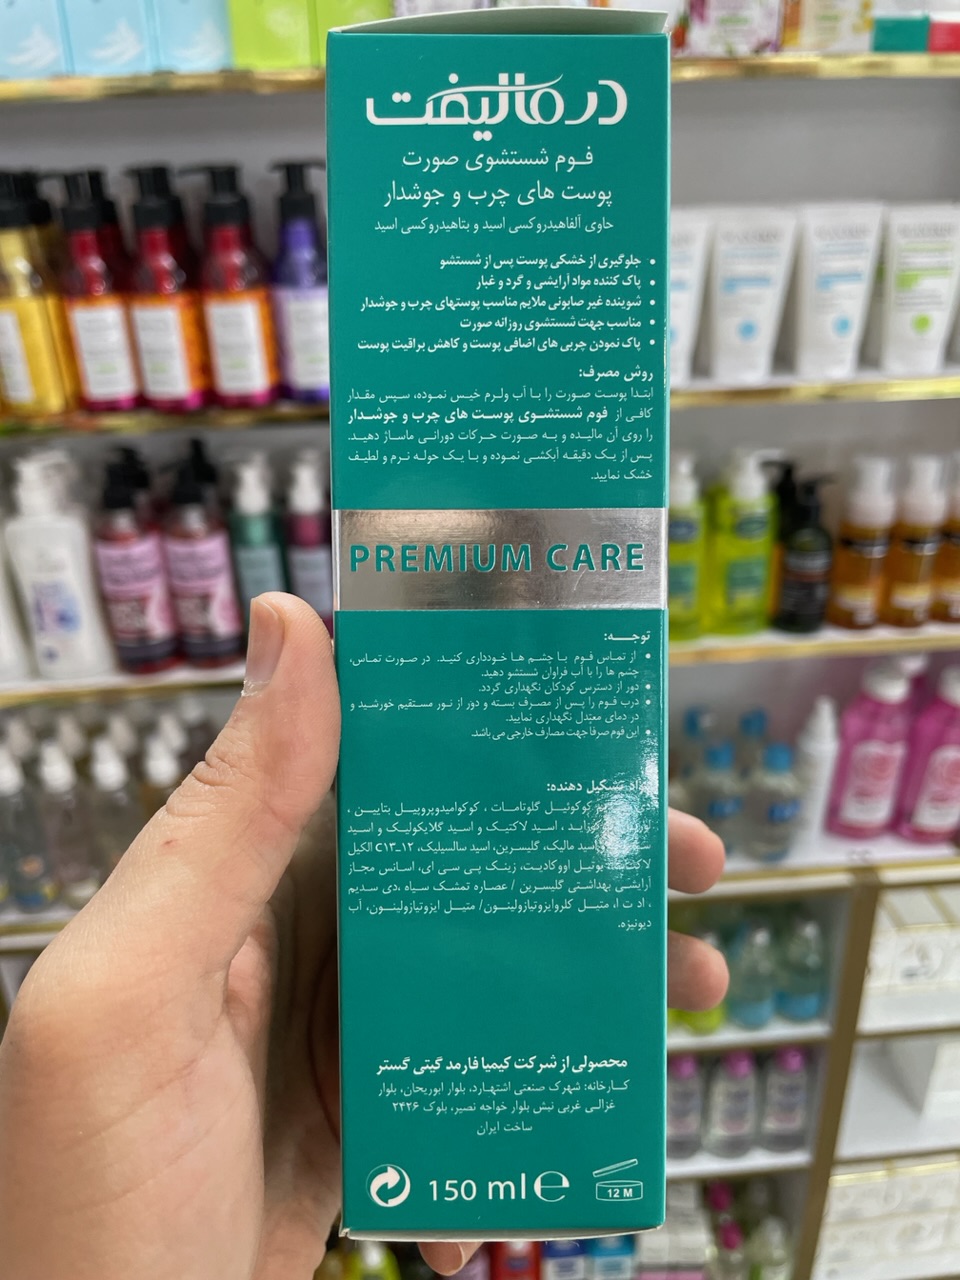 درمالیفت
فوم شستشوی صورت
پوست های چرب و جوشدار
حاوی آلفاهیدروکسی اسید و بتاهیدروکسی اسید
• جلوگیری از خشکی پوست پس از شستشو
• پاک کننده مواد آرایشی و گرد و غبار
• شوینده غیر صابونی ملایم مناسب پوستهای چرب و جوشدار
• مناسب جهت شستشوی روزانه صورت
• پاک نمودن چربی های اضافی پوست و کاهش براقیت پوست
روش مصرف:
ابتدا پوست صورت را با آب ولرم خیس نموده، سپس مقدار
کافی از فوم شستشوی پوست های چرب و جوشدار
را روی آن مالیده و به صورت حرکات دورانی ماساژ دهید.
پس از یک دقیقه آبکشی نموده و با یک حوله نرم و لطیف
خشک نمایید.
PREMIUM CARE
توجه:
• از تماس فوم با چشم ها خودداری کنید. در صورت تماس،
چشم ها را با آب فراوان شستشو دهید.
• دور از دسترس کودکان نگهداری گردد.
• درب فوم را پس از مصرف بسته و دور از نور مستقیم خورشید و
در دمای معتدل نگهداری نمایید.
• این فوم صرفا جهت مصارف خارجی می باشد.
تشکیل دهنده:
کوکوئیل گلوتامات ، کوکوامیدوپروپیل بتایین ،
اسید لاکتیک و اسید گلایکولیک و اسید
مالیک، گلیسرین، اسید سالسیلیک، C12_13 الکیل
اووکادیت، زینک پی سی ای، اسانس مجاز
آرایشی بهداشتی گلیسرین / عصاره تمشک سیاه ،دی سدیم
، ا د ت ا، متیل کلروایزوتیازولینون/ متیل ایزوتیازولینون، آب
دیونیزه.
محصولی از شرکت کیمیا فارمد گیتی گستر
کارخانه: شهرک صنعتی اشتهارد، بلوار ابوریحان، بلوار
غزالی غربی نبش بلوار خواجه نصیر، بلوک ۲۴۲۶
ساخت ایران
150 ml ℮ 12 M